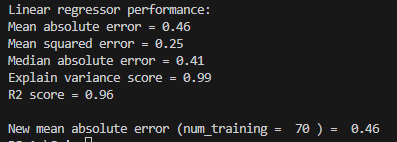 Linear regressor performance:
Mean absolute error = 0.46
Mean squared error = 0.25
Median absolute error = 0.41
Explain variance score = 0.99
R2 score = 0.96
New mean absolute error (num_training =  70 ) =  0.46